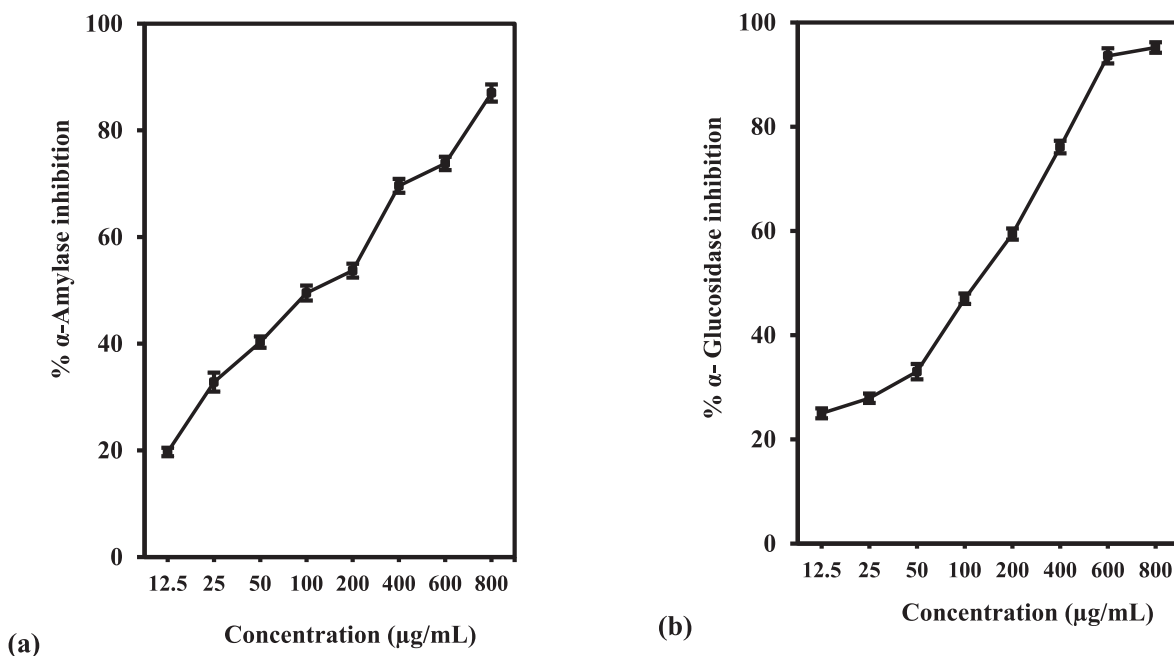 % α-Amylase inhibition
100
80
60
40
20
0
12.5 25 50 100 200 400 600 800
Concentration (µg/mL)
(a)
% α- Glucosidase inhibition
100
80
60
40
20
0
12.5 25 50 100 200 400 600 800
Concentration (µg/mL)
(b)